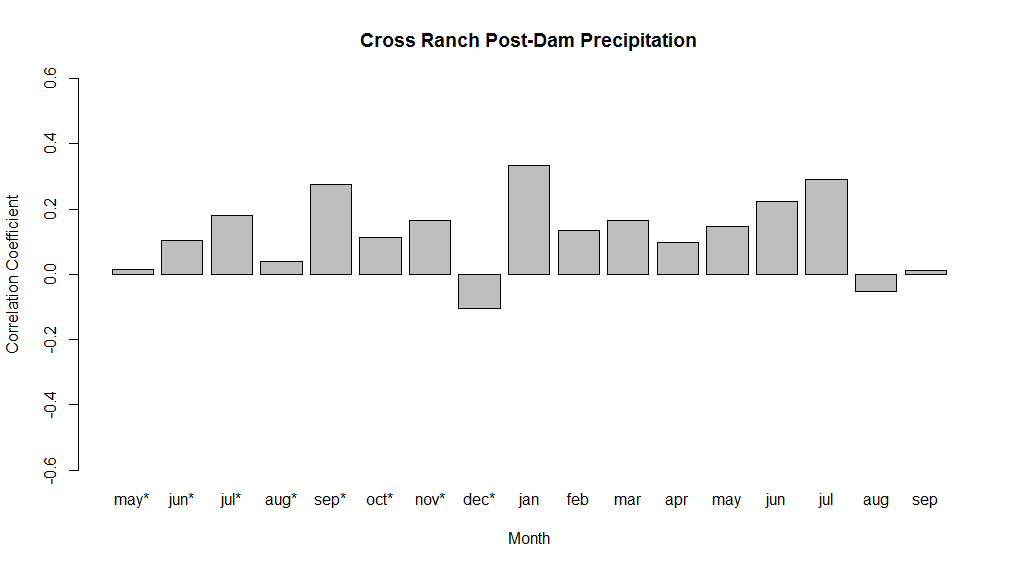 Cross Ranch Post-Dam Precipitation
Correlation Coefficient
0.6
0.4
0.2
0.0
-0.2
-0.4
-0.6
may* jun* jul* aug* sep* oct* nov* dec* jan feb mar apr may jun jul aug sep
Month